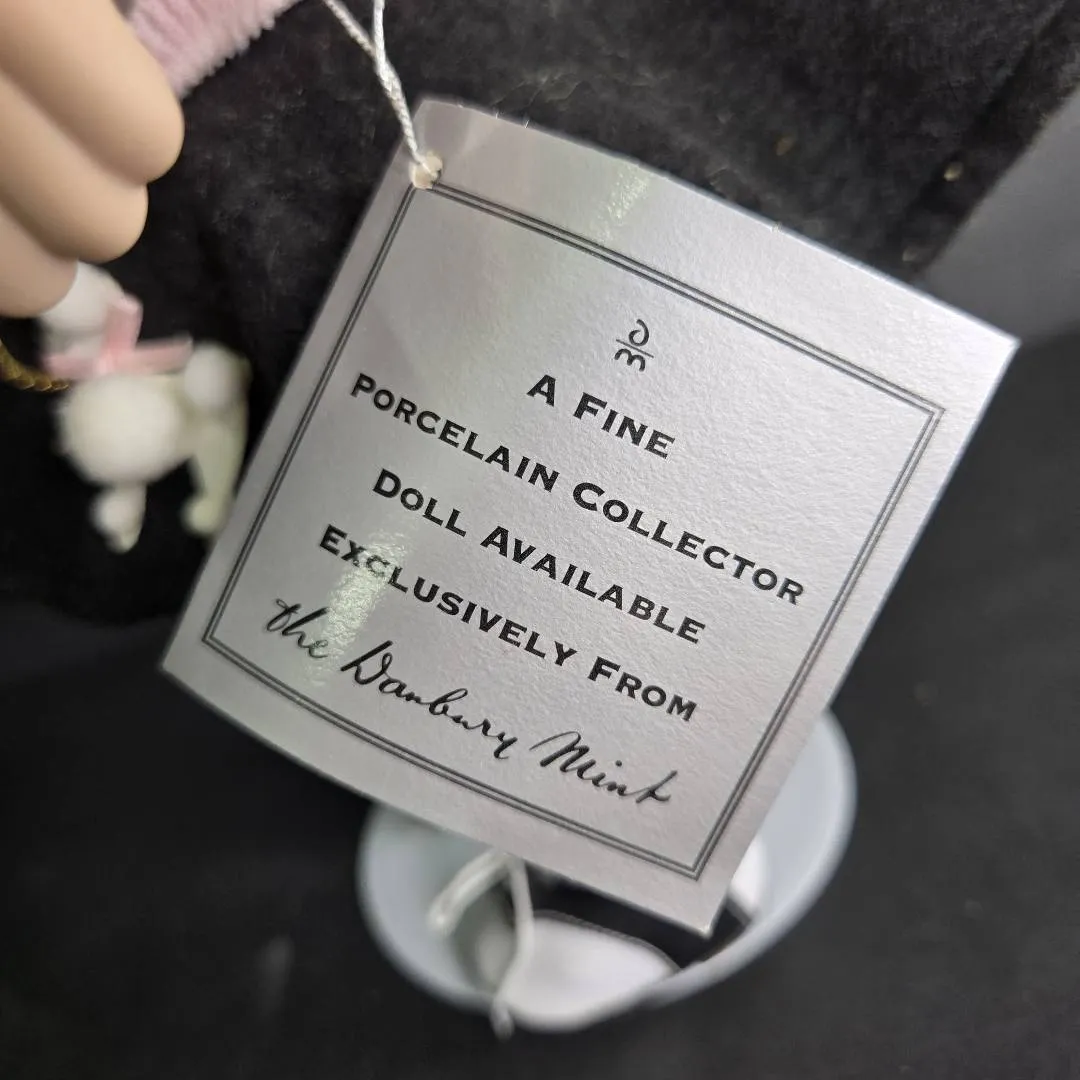 A FINE
PORCELAIN COLLECTOR
DOLL AVAILABLE
EXCLUSIVELY FROM
the Danbury Mint